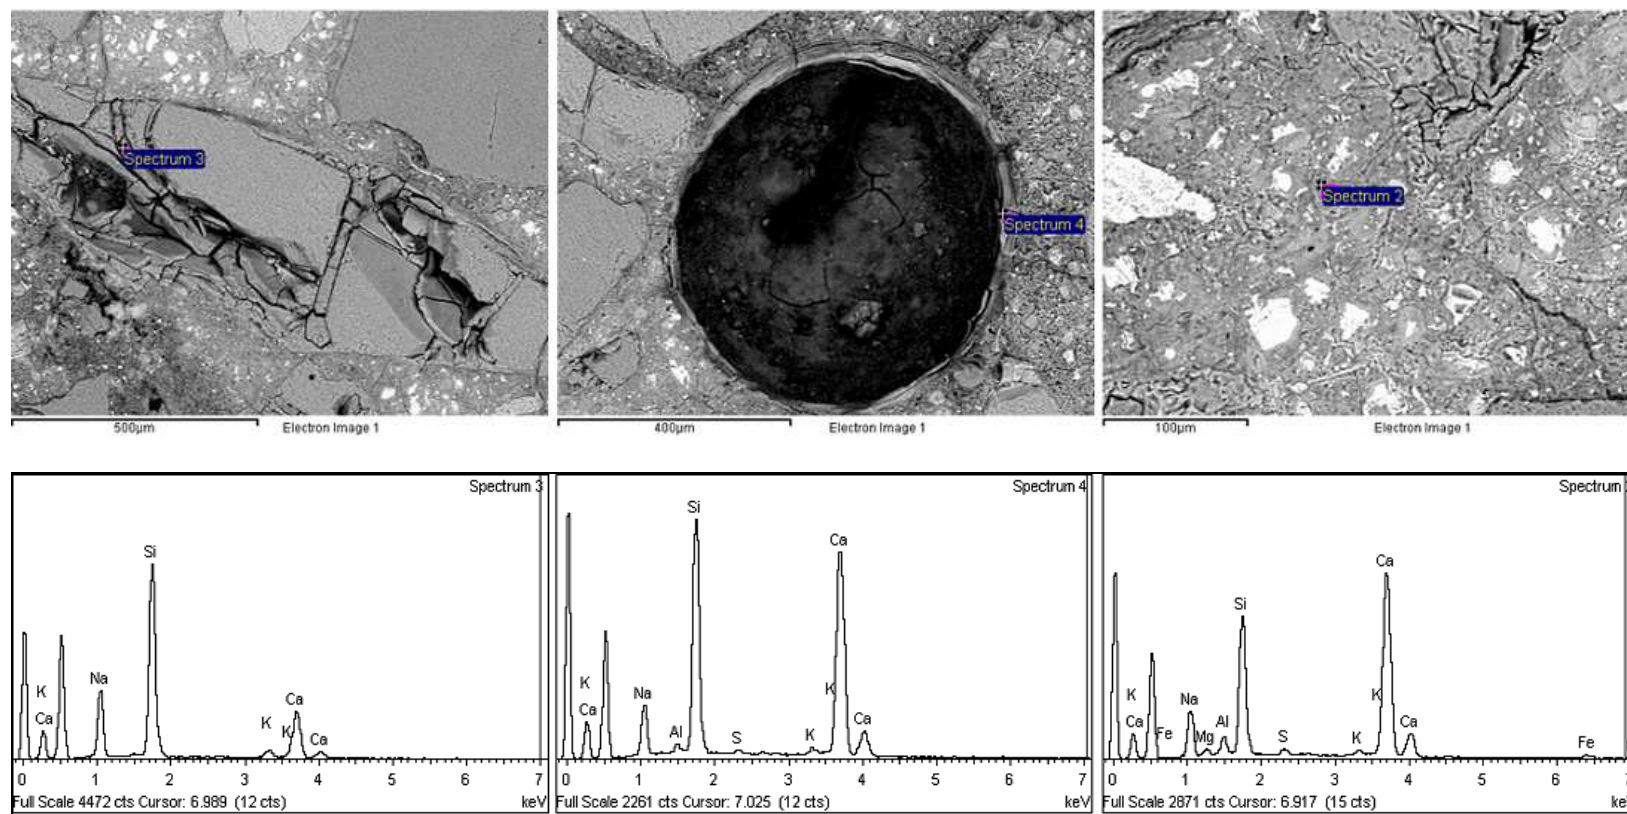 Spectrum 3
500µm
Electron Image 1
Spectrum 4
400µm
Electron Image 1
Spectrum 2
100µm
Electron Image 1
Spectrum 3
Si
Na
K
Ca
Ca
K
K
Ca
0 1 2 3 4 5 6 7
Full Scale 4472 cts Cursor: 6.989 (12 cts)
keV
Spectrum 4
Si
Ca
K
K
Na
Ca
Ca
Al
S
K
0 1 2 3 4 5 6 7
Full Scale 2261 cts Cursor: 7.025 (12 cts)
keV
Spectrum
Ca
Si
K
K
Na
Ca
Al
Ca
Fe
Mg
S
K
Fe
0 1 2 3 4 5 6
Full Scale 2871 cts Cursor: 6.917 (15 cts)
ke